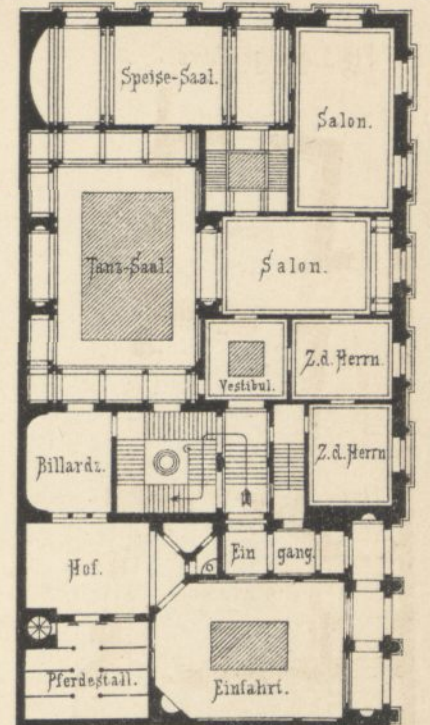 Speise-Saal.
Salon.
Tanz-Saal.
Salon.
Vestibul.
Z.d.Herrn.
Billardz.
Z.d.Herrn
Hof.
Ein gang.
Pferdestall.
Einfahrt.